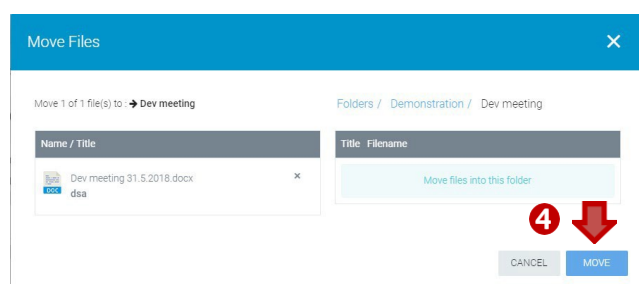 Move Files
Move 1 of 1 file(s) to : ➔ Dev meeting
Folders / Demonstration / Dev meeting
Name / Title
Title Filename
Dev meeting 31.5.2018.docx ×
DOC
dsa
Move files into this folder
4
CANCEL
MOVE